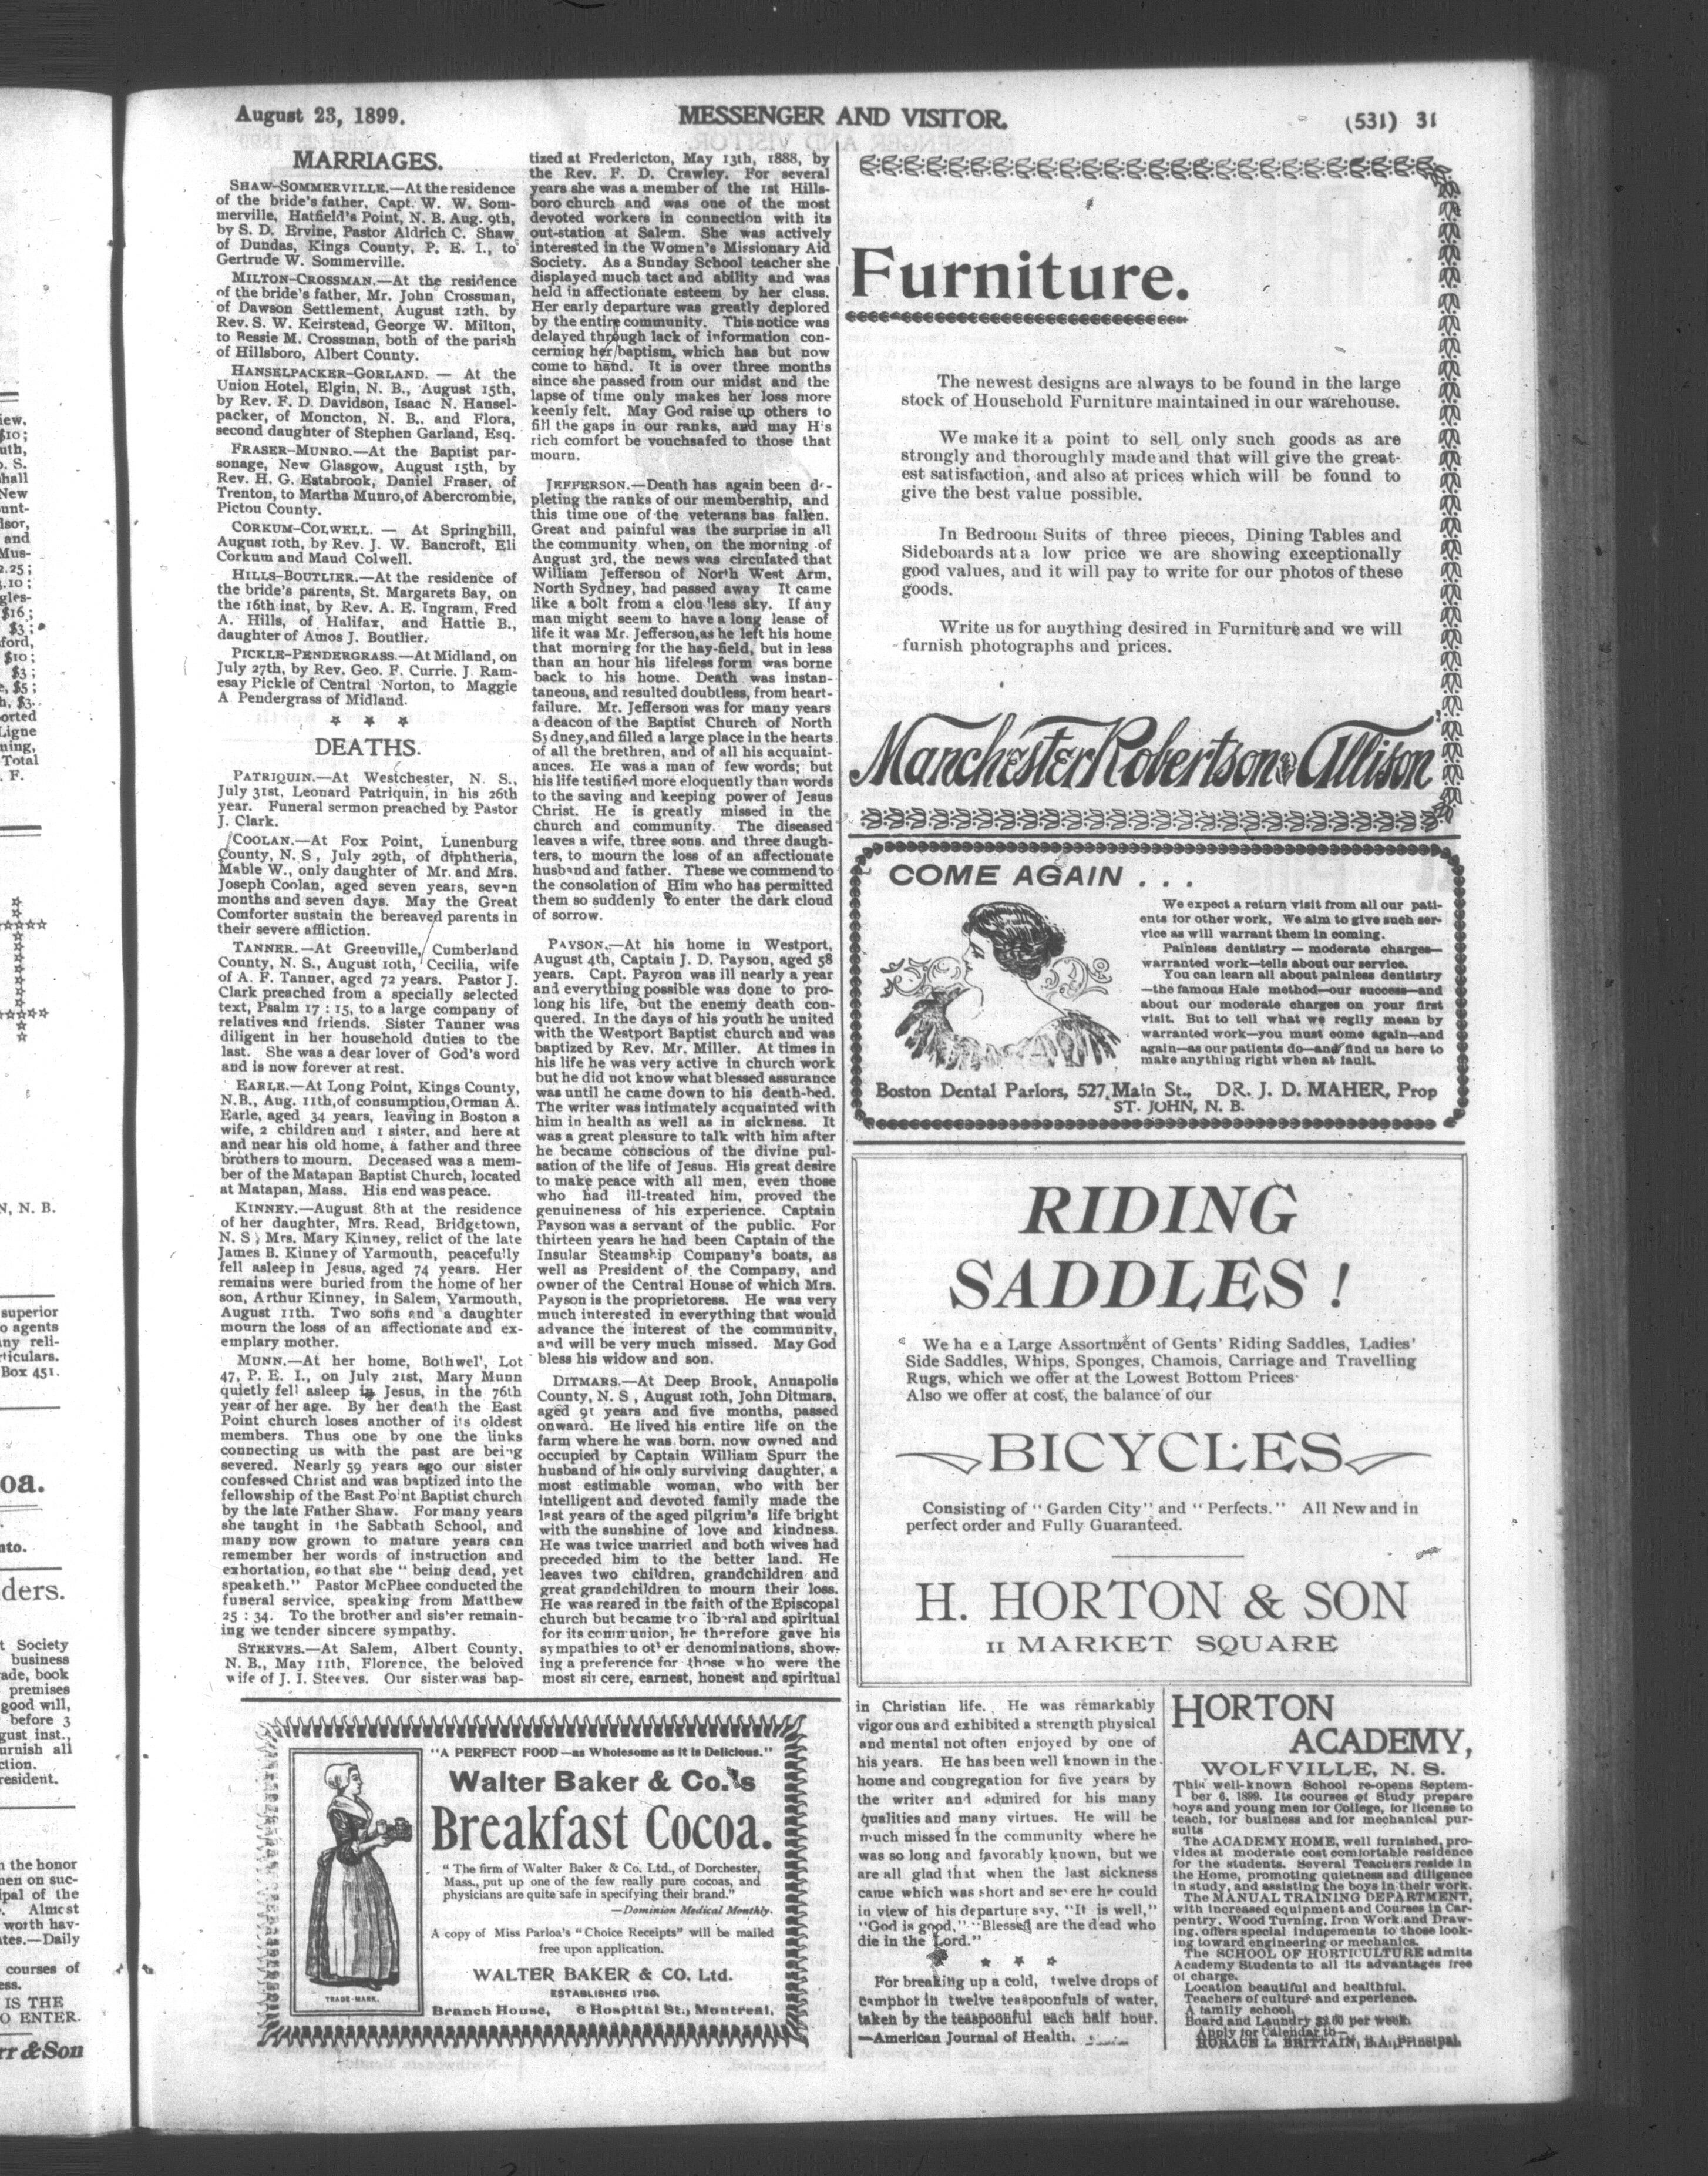 August 23, 1899.
MESSENGER AND VISITOR.
(531) 31
MARRIAGES.
SHAW-SOMMERVILLE.—At the residence
of the bride's father, Capt. W. W. Som-
merville, Hatfield's Point, N. B. Aug. 9th,
by S. D. Ervine, Pastor Aldrich C. Shaw
of Dundas, Kings County, P. E. I., to
Gertrude W. Sommerville.
MILTON-CROSSMAN.—At the residence
of the bride's father, Mr. John Crossman,
of Dawson Settlement, August 12th, by
Rev. S. W. Keirstead, George W. Milton,
to Bessie M. Crossman, both of the parish
of Hillsboro, Albert County.
HANSELPACKER-GORLAND. — At the
Union Hotel, Elgin, N. B., August 15th,
by Rev. F. D. Davidson, Isaac N. Hansel-
packer, of Moncton, N. B., and Flora,
second daughter of Stephen Garland, Esq.
FRASER-MUNRO.—At the Baptist par-
sonage, New Glasgow, August 15th, by
Rev. H. G. Estabrook, Daniel Fraser, of
Trenton, to Martha Munro, of Abercrombie,
Pictou County.
CORKUM-COLWELL. — At Springhill,
August 10th, by Rev. J. W. Bancroft, Eli
Corkum and Maud Colwell.
HILLS-BOUTLIER.—At the residence of
the bride's parents, St. Margarets Bay, on
the 16th inst, by Rev. A. E. Ingram, Fred
A. Hills, of Halifax, and Hattie B.,
daughter of Amos J. Boutlier.
PICKLE-PENDERGRASS.—At Midland, on
July 27th, by Rev. Geo. F. Currie. J. Ram-
esay Pickle of Central Norton, to Maggie
A Pendergrass of Midland.
DEATHS.
PATRIQUIN.—At Westchester, N. S.,
July 31st, Leonard Patriquin, in his 26th
year. Funeral sermon preached by Pastor
J. Clark.
COOLAN.—At Fox Point, Lunenburg
County, N. S, July 29th, of diphtheria,
Mable W., only daughter of Mr. and Mrs.
Joseph Coolan, aged seven years, seven
months and seven days. May the Great
Comforter sustain the bereaved parents in
their severe affliction.
TANNER.—At Greenville, Cumberland
County, N. S., August 10th, Cecilia, wife
of A. F. Tanner, aged 72 years. Pastor J.
Clark preached from a specially selected
text, Psalm 17 : 15, to a large company of
relatives and friends. Sister Tanner was
diligent in her household duties to the
last. She was a dear lover of God's word
and is now forever at rest.
EARLE.—At Long Point, Kings County,
N.B., Aug. 11th, of consumption, Orman A.
Earle, aged 34 years, leaving in Boston a
wife, 2 children and 1 sister, and here at
and near his old home, a father and three
brothers to mourn. Deceased was a mem-
ber of the Matapan Baptist Church, located
at Matapan, Mass. His end was peace.
KINNEY.—August 8th at the residence
of her daughter, Mrs. Read, Bridgetown,
N. S, Mrs. Mary Kinney, relict of the late
James B. Kinney of Yarmouth, peacefully
fell asleep in Jesus, aged 74 years. Her
remains were buried from the home of her
son, Arthur Kinney, in Salem, Yarmouth,
August 11th. Two sons and a daughter
mourn the loss of an affectionate and ex-
emplary mother.
MUNN.—At her home, Bothwel', Lot
47, P. E. I., on July 21st, Mary Munn
quietly fell asleep in Jesus, in the 76th
year of her age. By her death the East
Point church loses another of its oldest
members. Thus one by one the links
connecting us with the past are being
severed. Nearly 59 years ago our sister
confessed Christ and was baptized into the
fellowship of the East Point Baptist church
by the late Father Shaw. For many years
she taught in the Sabbath School, and
many now grown to mature years can
remember her words of instruction and
exhortation, so that she " being dead, yet
speaketh." Pastor McPhee conducted the
funeral service, speaking from Matthew
25 : 34. To the brother and sister remain-
ing we tender sincere sympathy.
STEEVES.—At Salem, Albert County,
N. B., May 11th, Florence, the beloved
wife of J. I. Steeves. Our sister was bap-
tized at Fredericton, May 13th, 1888, by
the Rev. F. D. Crawley. For several
years she was a member of the 1st Hills-
boro church and was one of the most
devoted workers in connection with its
out-station at Salem. She was actively
interested in the Women's Missionary Aid
Society. As a Sunday School teacher she
displayed much tact and ability and was
held in affectionate esteem by her class.
Her early departure was greatly deplored
by the entire community. This notice was
delayed through lack of information con-
cerning her baptism, which has but now
come to hand. It is over three months
since she passed from our midst and the
lapse of time only makes her loss more
keenly felt. May God raise up others to
fill the gaps in our ranks, and may H's
rich comfort be vouchsafed to those that
mourn.
JEFFERSON.—Death has again been de-
pleting the ranks of our membership, and
this time one of the veterans has fallen.
Great and painful was the surprise in all
the community when, on the morning of
August 3rd, the news was circulated that
William Jefferson of North West Arm,
North Sydney, had passed away It came
like a bolt from a clou'less sky. If any
man might seem to have a long lease of
life it was Mr. Jefferson, as he left his home
that morning for the hay-field, but in less
than an hour his lifeless form was borne
back to his home. Death was instan-
taneous, and resulted doubtless, from heart-
failure. Mr. Jefferson was for many years
a deacon of the Baptist Church of North
Sydney, and filled a large place in the hearts
of all the brethren, and of all his acquaint-
ances. He was a man of few words; but
his life testified more eloquently than words
to the saving and keeping power of Jesus
Christ. He is greatly missed in the
church and community. The diseased
leaves a wife, three sons, and three daugh-
ters, to mourn the loss of an affectionate
husband and father. These we commend to
the consolation of Him who has permitted
them so suddenly to enter the dark cloud
of sorrow.
PAYSON.—At his home in Westport,
August 4th, Captain J. D. Payson, aged 58
years. Capt. Payron was ill nearly a year
and everything possible was done to pro-
long his life, but the enemy death con-
quered. In the days of his youth he united
with the Westport Baptist church and was
baptized by Rev. Mr. Miller. At times in
his life he was very active in church work
but he did not know what blessed assurance
was until he came down to his death-bed.
The writer was intimately acquainted with
him in health as well as in sickness. It
was a great pleasure to talk with him after
he became conscious of the divine pul-
sation of the life of Jesus. His great desire
to make peace with all men, even those
who had ill-treated him, proved the
genuineness of his experience. Captain
Payson was a servant of the public. For
thirteen years he had been Captain of the
Insular Steamship Company's boats, as
well as President of the Company, and
owner of the Central House of which Mrs.
Payson is the proprietoress. He was very
much interested in everything that would
advance the interest of the community,
and will be very much missed. May God
bless his widow and son.
DITMARS.—At Deep Brook, Annapolis
County, N. S, August 10th, John Ditmars,
aged 91 years and five months, passed
onward. He lived his entire life on the
farm where he was born, now owned and
occupied by Captain William Spurr the
husband of his only surviving daughter, a
most estimable woman, who with her
intelligent and devoted family made the
last years of the aged pilgrim's life bright
with the sunshine of love and kindness.
He was twice married and both wives had
preceded him to the better land. He
leaves two children, grandchildren and
great grandchildren to mourn their loss.
He was reared in the faith of the Episcopal
church but became too liberal and spiritual
for its communion, he therefore gave his
sympathies to other denominations, show-
ing a preference for those who were the
most sincere, earnest, honest and spiritual
"A PERFECT FOOD—as Wholesome as it is Delicious."
Walter Baker & Co.'s
Breakfast Cocoa.
" The firm of Walter Baker & Co. Ltd., of Dorchester,
Mass., put up one of the few really pure cocoas, and
physicians are quite safe in specifying their brand."
—Dominion Medical Monthly.
A copy of Miss Parloa's "Choice Receipts" will be mailed
free upon application.
WALTER BAKER & CO. Ltd.
ESTABLISHED 1780.
Branch House, 6 Hospital St., Montreal.
TRADE-MARK.
Furniture.
The newest designs are always to be found in the large
stock of Household Furniture maintained in our warehouse.
We make it a point to sell only such goods as are
strongly and thoroughly made and that will give the great-
est satisfaction, and also at prices which will be found to
give the best value possible.
In Bedroom Suits of three pieces, Dining Tables and
Sideboards at a low price we are showing exceptionally
good values, and it will pay to write for our photos of these
goods.
Write us for anything desired in Furniture and we will
furnish photographs and prices.
Manchester Robertson & Allison
COME AGAIN . . .
We expect a return visit from all our pati-
ents for other work, We aim to give such ser-
vice as will warrant them in coming.
Painless dentistry — moderate charges—
warranted work—tells about our service.
You can learn all about painless dentistry
—the famous Hale method—our success—and
about our moderate charges on your first
visit. But to tell what we reglly mean by
warranted work—you must come again—and
again—as our patients do—and find us here to
make anything right when at fault.
Boston Dental Parlors, 527 Main St., DR. J. D. MAHER, Prop
ST. JOHN, N. B.
RIDING
SADDLES !
We ha e a Large Assortment of Gents' Riding Saddles, Ladies'
Side Saddles, Whips, Sponges, Chamois, Carriage and Travelling
Rugs, which we offer at the Lowest Bottom Prices
Also we offer at cost, the balance of our
BICYCLES
Consisting of " Garden City" and " Perfects." All New and in
perfect order and Fully Guaranteed.
H. HORTON & SON
11 MARKET SQUARE
in Christian life. He was remarkably
vigorous and exhibited a strength physical
and mental not often enjoyed by one of
his years. He has been well known in the
home and congregation for five years by
the writer and admired for his many
qualities and many virtues. He will be
much missed in the community where he
was so long and favorably known, but we
are all glad that when the last sickness
came which was short and severe he could
in view of his departure say, "It is well,"
"God is good," "Blessed are the dead who
die in the Lord."
For breaking up a cold, twelve drops of
camphor in twelve teaspoonfuls of water,
taken by the teaspoonful each half hour.
—American Journal of Health.
HORTON
ACADEMY,
WOLFVILLE, N. S.
This well-known School re-opens Septem-
ber 6, 1899. Its courses of Study prepare
boys and young men for College, for license to
teach, for business and for mechanical pur-
suits
The ACADEMY HOME, well furnished, pro-
vides at moderate cost comfortable residence
for the students. Several Teachers reside in
the Home, promoting quietness and diligence
in study, and assisting the boys in their work.
The MANUAL TRAINING DEPARTMENT,
with increased equipment and Courses in Car-
pentry, Wood Turning, Iron Work and Draw-
ing, offers special inducements to those look-
ing toward engineering or mechanics.
The SCHOOL OF HORTICULTURE admits
Academy Students to all its advantages free
of charge.
Location beautiful and healthful.
Teachers of culture and experience.
A family school.
Board and Laundry $2.60 per week.
Apply for Calendar to—
HORACE L. BRITTAIN, B.A., Principal.